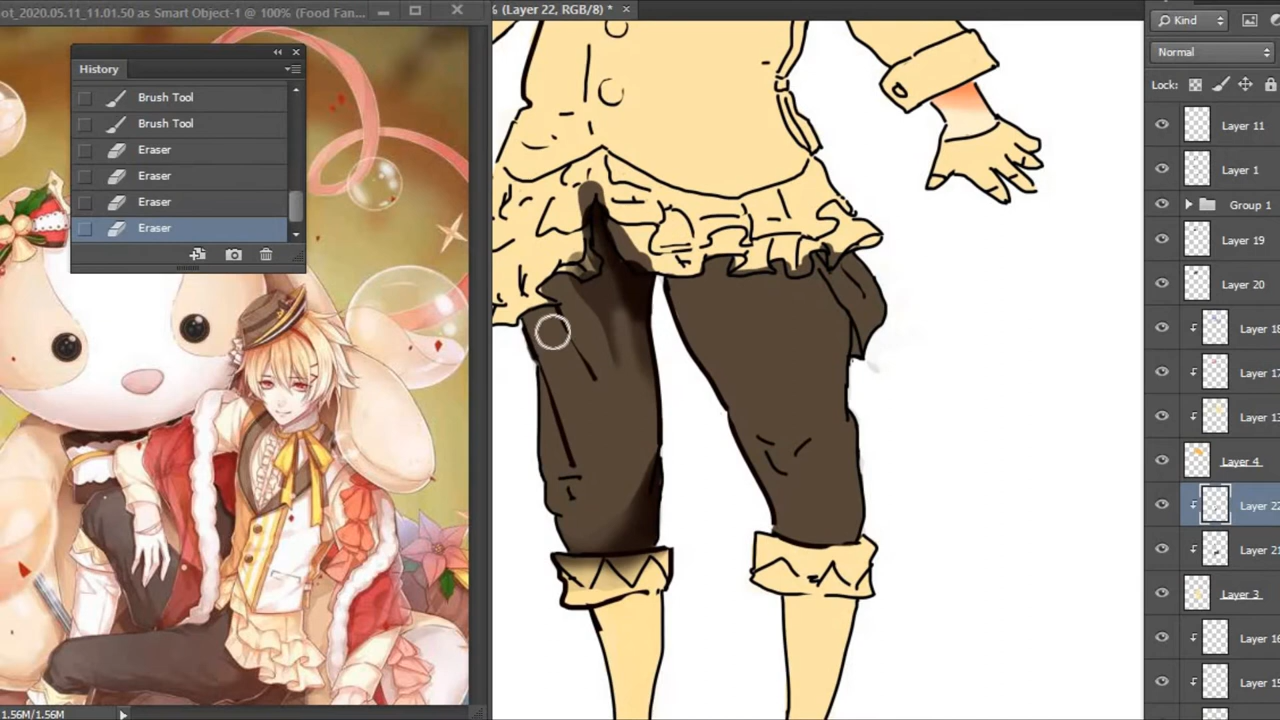 ot_2020.05.11_11.01.50 as Smart Object-1 @ 100% (Food Fan...
% (Layer 22, RGB/8) *
History
Brush Tool
Brush Tool
Eraser
Eraser
Eraser
Eraser
Kind
Normal
Lock:
Layer 11
Layer 1
Group 1
Layer 19
Layer 20
Layer 18
Layer 17
Layer 13
Layer 4
Layer 22
Layer 21
Layer 3
Layer 16
Layer 15
1.56M/1.56M